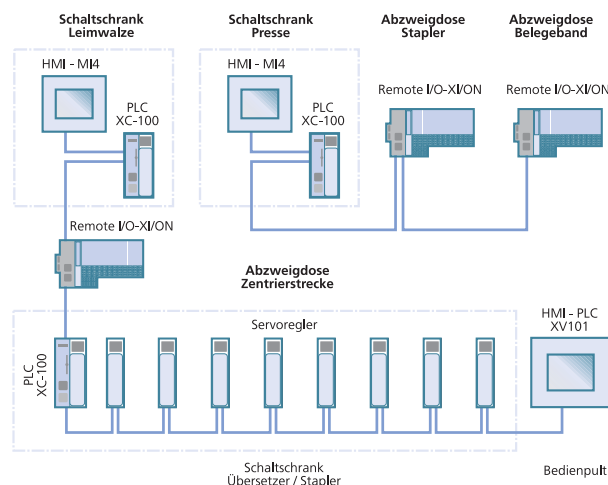 Schaltschrank
Leimwalze
Schaltschrank
Presse
Abzweigdose
Stapler
Abzweigdose
Belegeband
HMI - MI4
PLC
XC-100
HMI - MI4
PLC
XC-100
Remote I/O-XI/ON
Remote I/O-XI/ON
Remote I/O-XI/ON
Abzweigdose
Zentrierstrecke
HMI - PLC
XV101
Servoregler
PLC
XC-100
Schaltschrank
Übersetzer / Stapler
Bedienpult